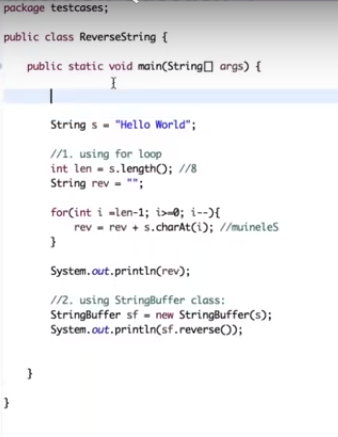 package testcases;
public class ReverseString {
public static void main(String[] args) {
String s = "Hello World";
//1. using for loop
int len = s.length(); //8
String rev = "";
for(int i =len-1; i>=0; i--){
rev = rev + s.charAt(i); //muineleS
}
System.out.println(rev);
//2. using StringBuffer class:
StringBuffer sf = new StringBuffer(s);
System.out.println(sf.reverse());
}
}